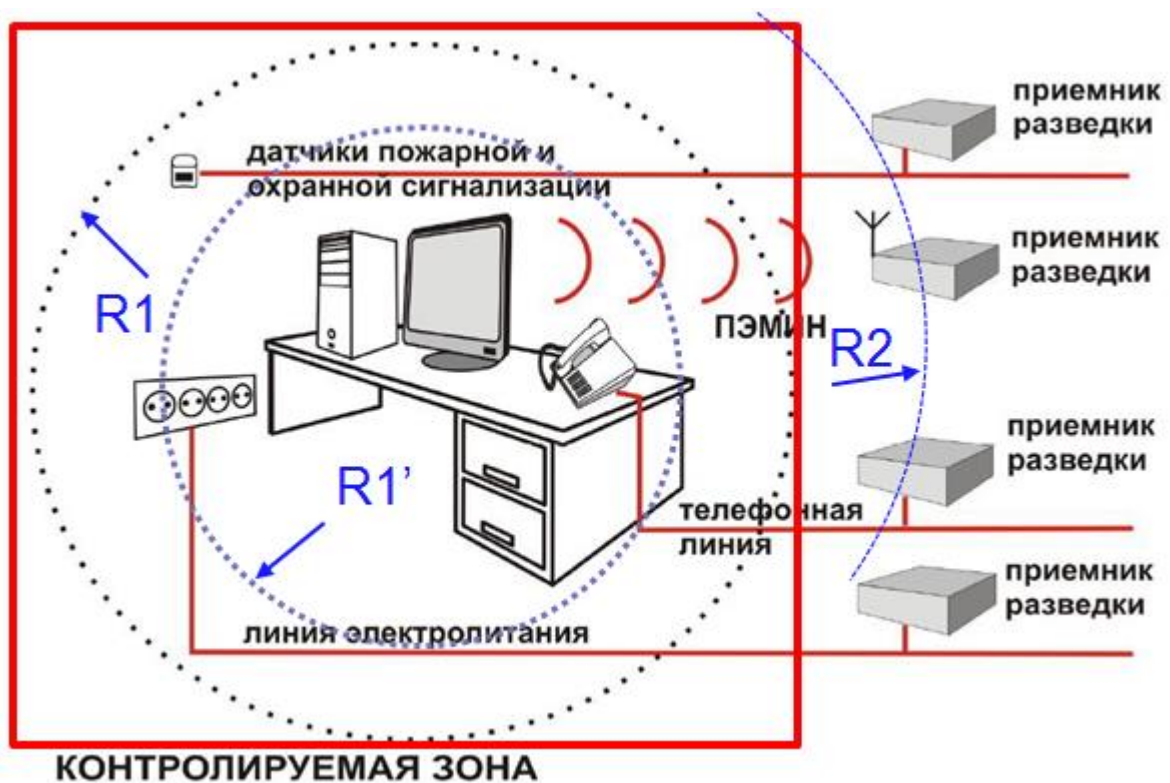 приемник
разведки
датчики пожарной и
охранной сигнализации
приемник
разведки
R1
ПЭМИН
R2
приемник
разведки
R1’
телефонная
линия
приемник
разведки
линия электропитания
КОНТРОЛИРУЕМАЯ ЗОНА